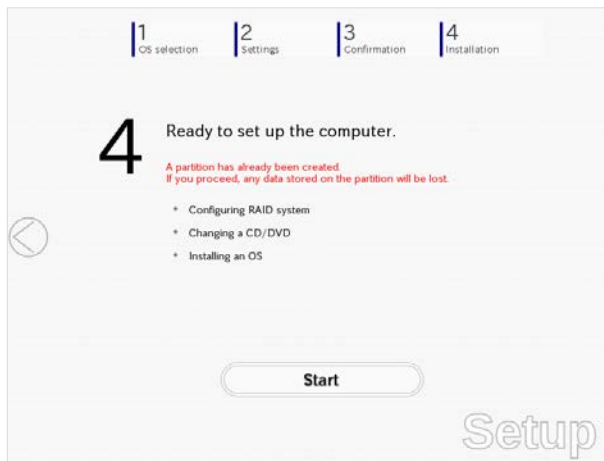 1
OS selection
2
Settings
3
Confirmation
4
Installation
4
Ready to set up the computer.
A partition has already been created.
If you proceed, any data stored on the partition will be lost.
* Configuring RAID system
* Changing a CD/DVD
* Installing an OS
Start
Setup